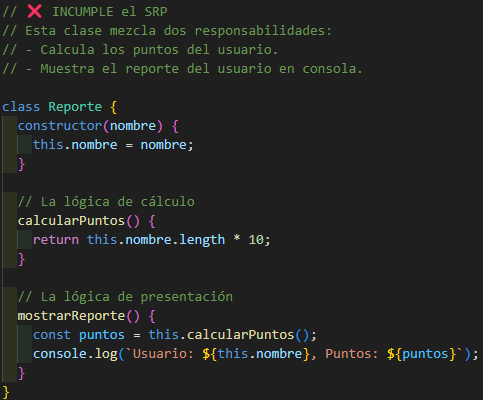 // ❌ INCUMPLE el SRP
// Esta clase mezcla dos responsabilidades:
// - Calcula los puntos del usuario.
// - Muestra el reporte del usuario en consola.

class Reporte {
  constructor(nombre) {
    this.nombre = nombre;
  }

  // La lógica de cálculo
  calcularPuntos() {
    return this.nombre.length * 10;
  }

  // La lógica de presentación
  mostrarReporte() {
    const puntos = this.calcularPuntos();
    console.log(`Usuario: ${this.nombre}, Puntos: ${puntos}`);
  }
}